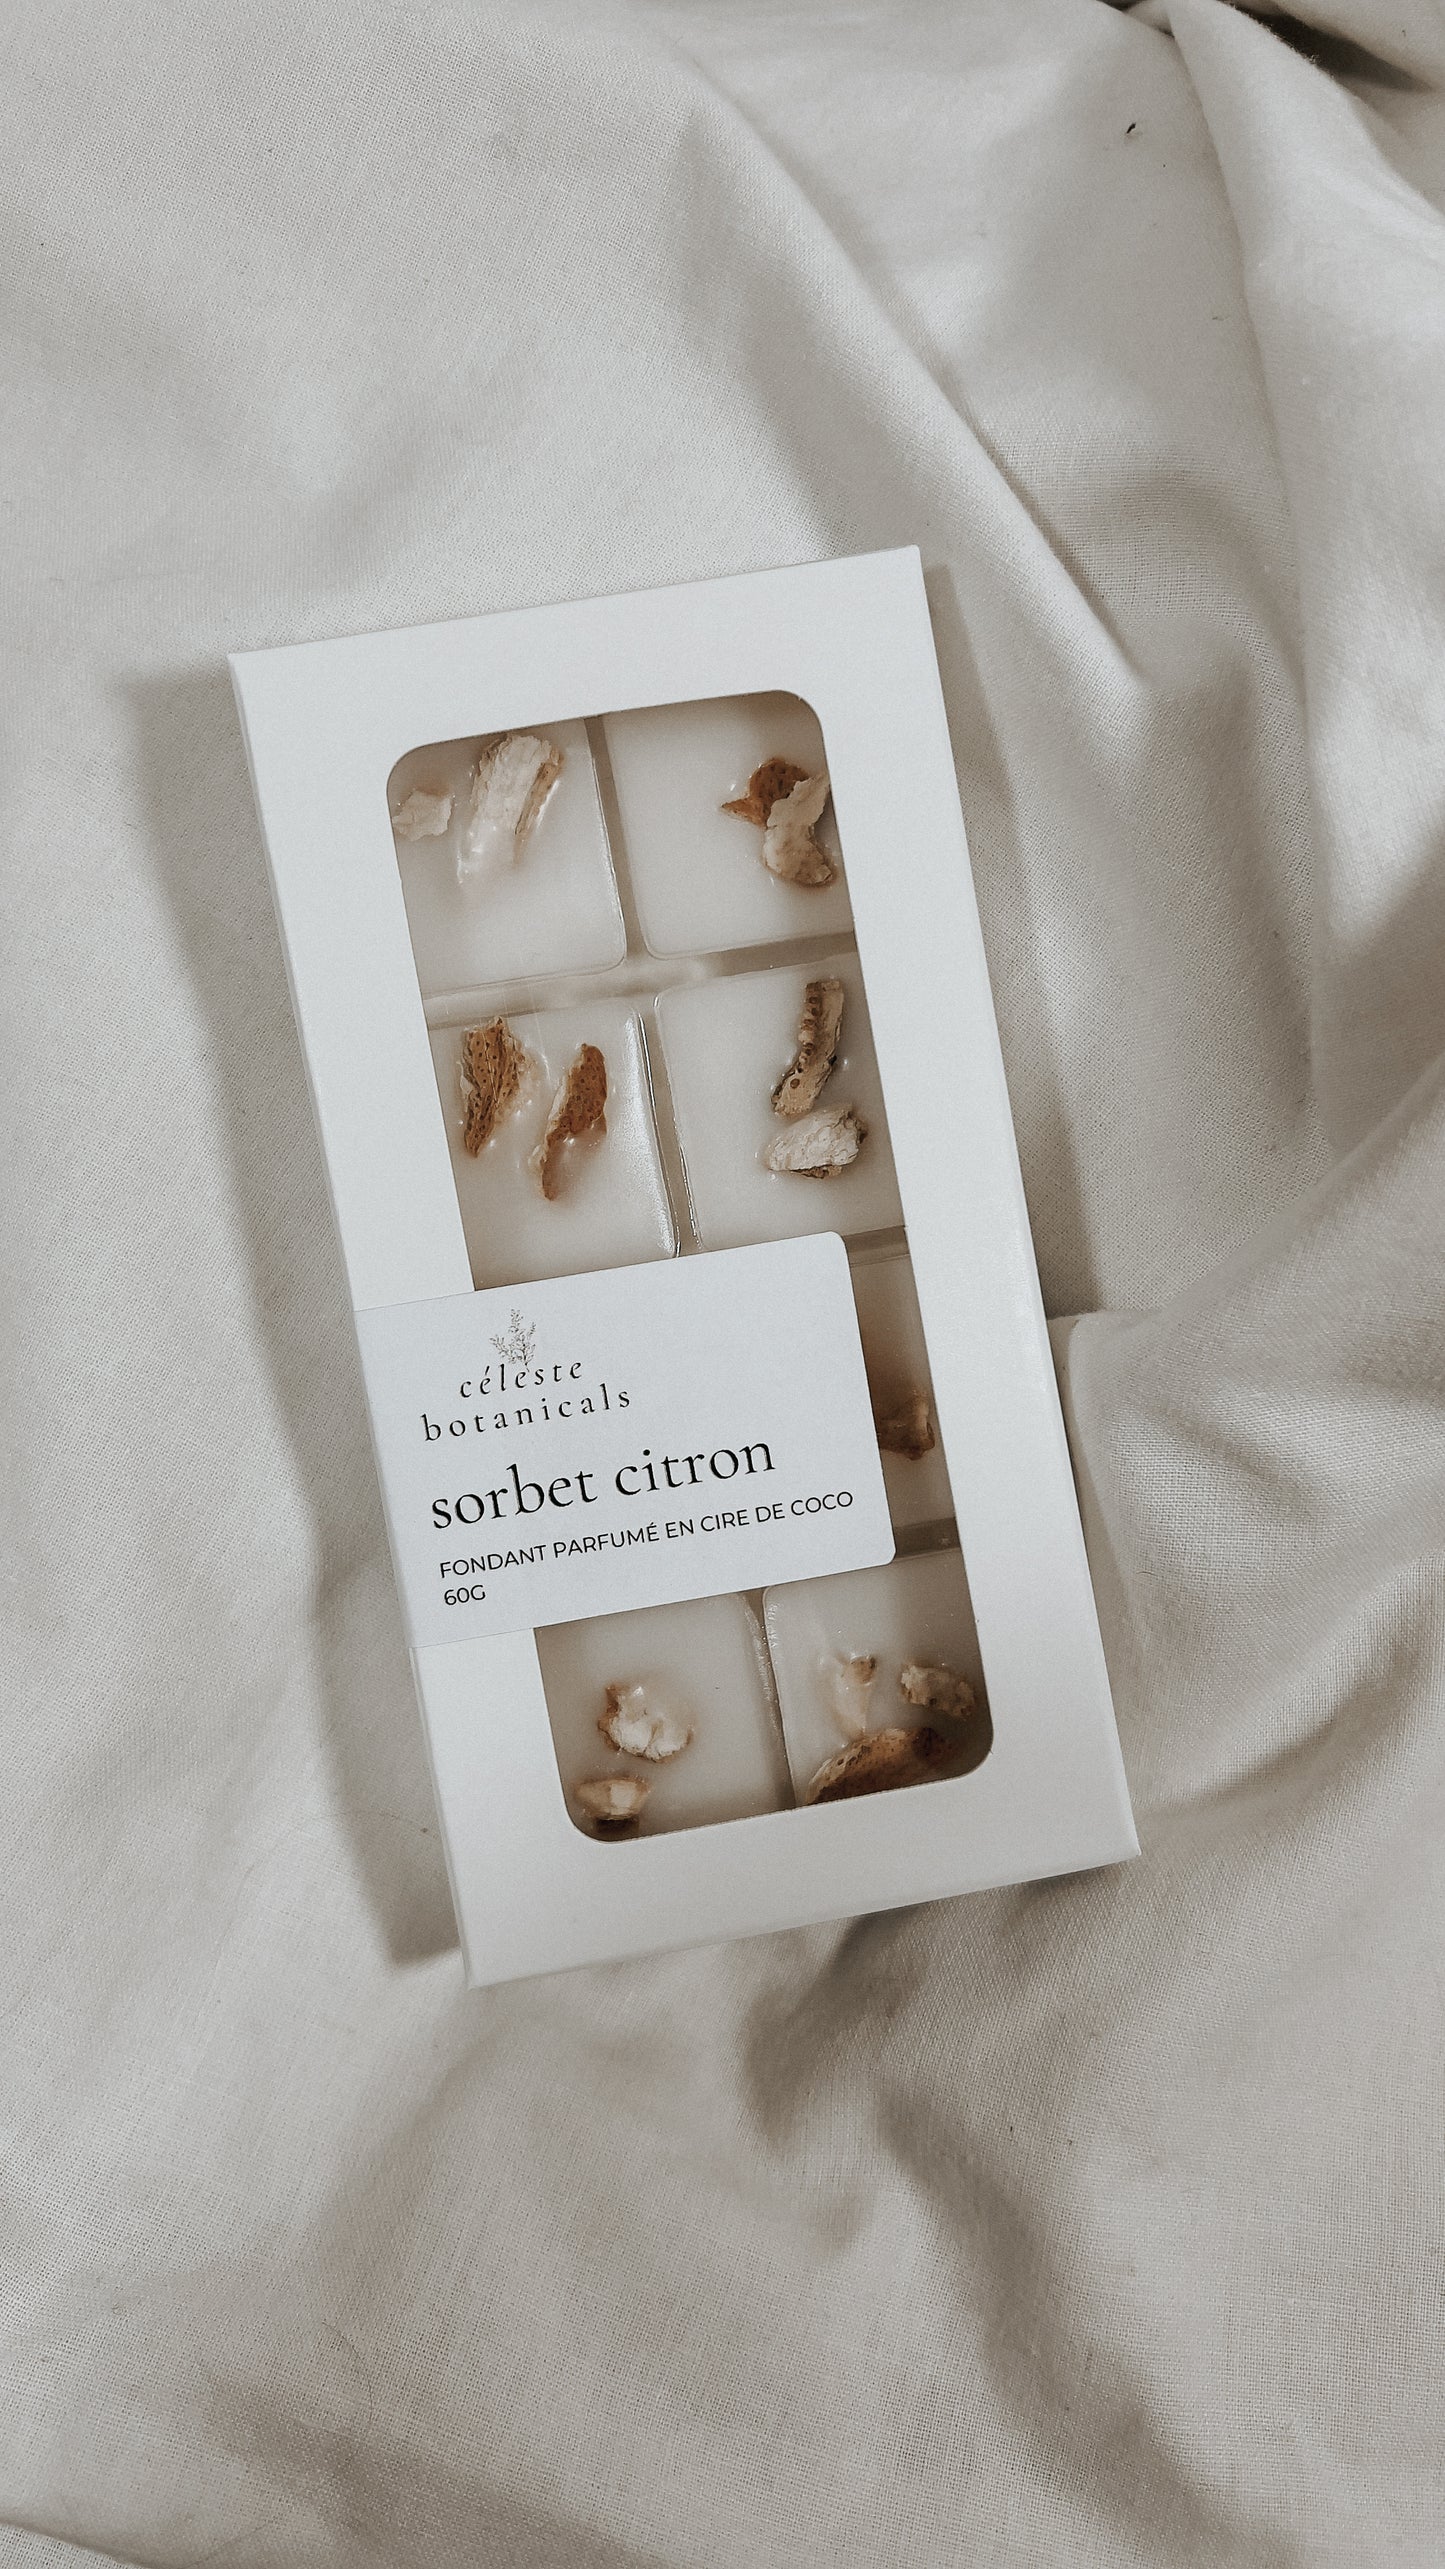 céleste
botanicals
sorbet citron
FONDANT PARFUMÉ EN CIRE DE COCO
60G